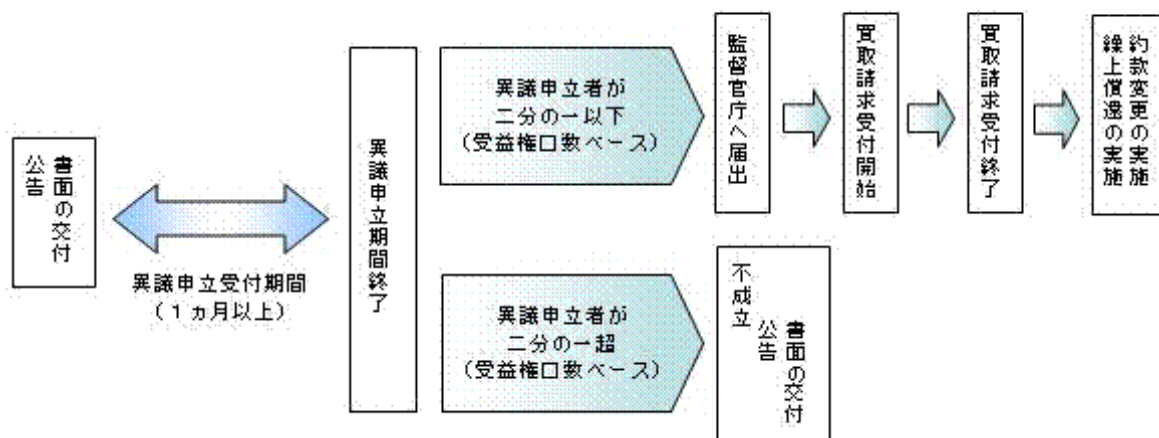 公告
書面の交付
異議申立受付期間
（１ヵ月以上）
異議申立期間終了
異議申立者が
二分の一以下
（受益権口数ベース）
監督官庁へ届出
買取請求受付開始
買取請求受付終了
約款変更の実施
繰上償還の実施
異議申立者が
二分の一超
（受益権口数ベース）
不成立
公告
書面の交付